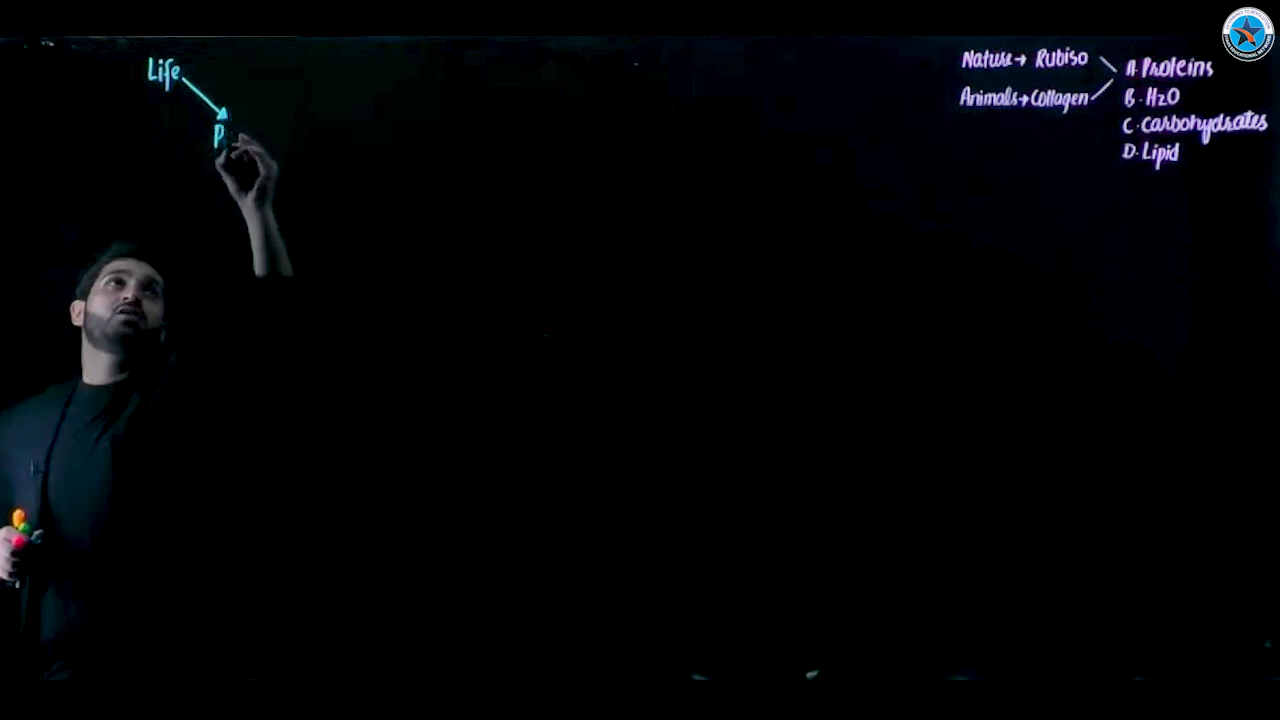 Life
P
Nature → Rubiso
Animals → Collagen
A. Proteins
B. H2O
C. Carbohydrates
D. Lipid